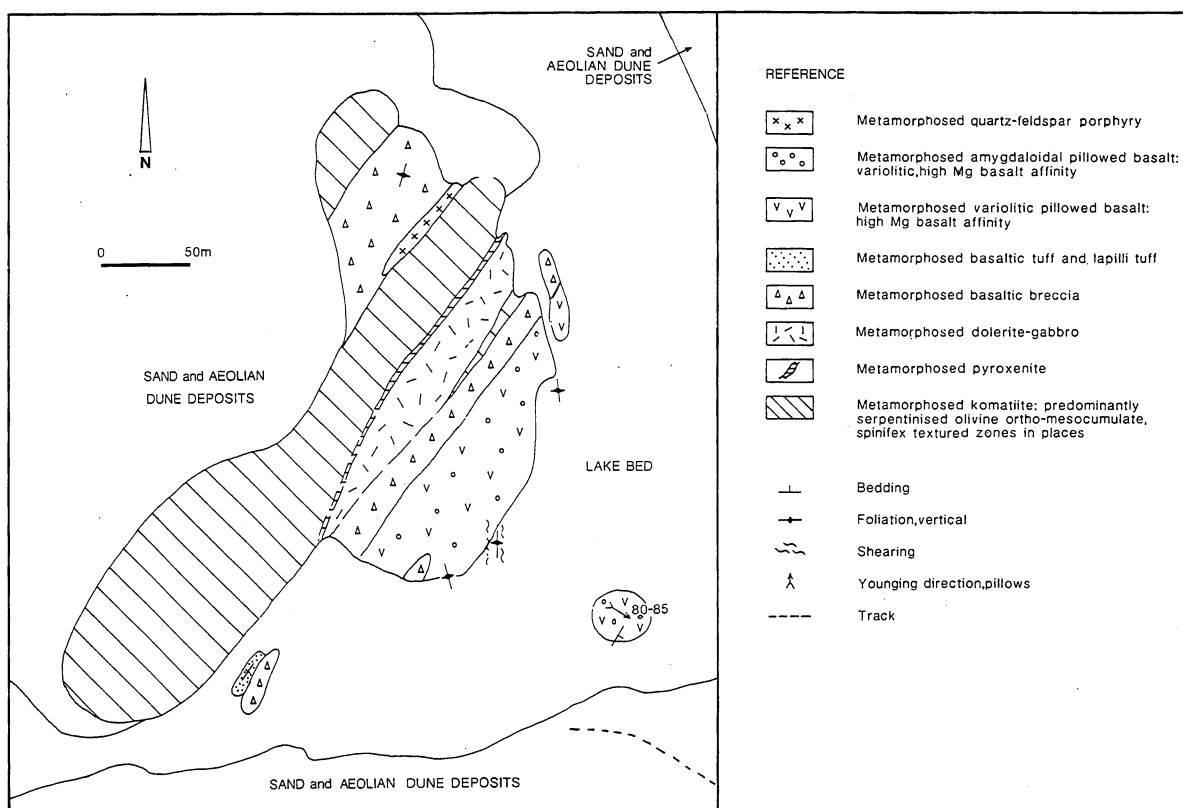 SAND and
AEOLIAN DUNE
DEPOSITS
N
0 50m
SAND and AEOLIAN
DUNE DEPOSITS
LAKE BED
80-85
SAND and AEOLIAN DUNE DEPOSITS
REFERENCE
Metamorphosed quartz-feldspar porphyry
Metamorphosed amygdaloidal pillowed basalt:
variolitic,high Mg basalt affinity
Metamorphosed variolitic pillowed basalt:
high Mg basalt affinity
Metamorphosed basaltic tuff and lapilli tuff
Metamorphosed basaltic breccia
Metamorphosed dolerite-gabbro
Metamorphosed pyroxenite
Metamorphosed komatiite: predominantly
serpentinised olivine ortho-mesocumulate,
spinifex textured zones in places
Bedding
Foliation,vertical
Shearing
Younging direction,pillows
Track